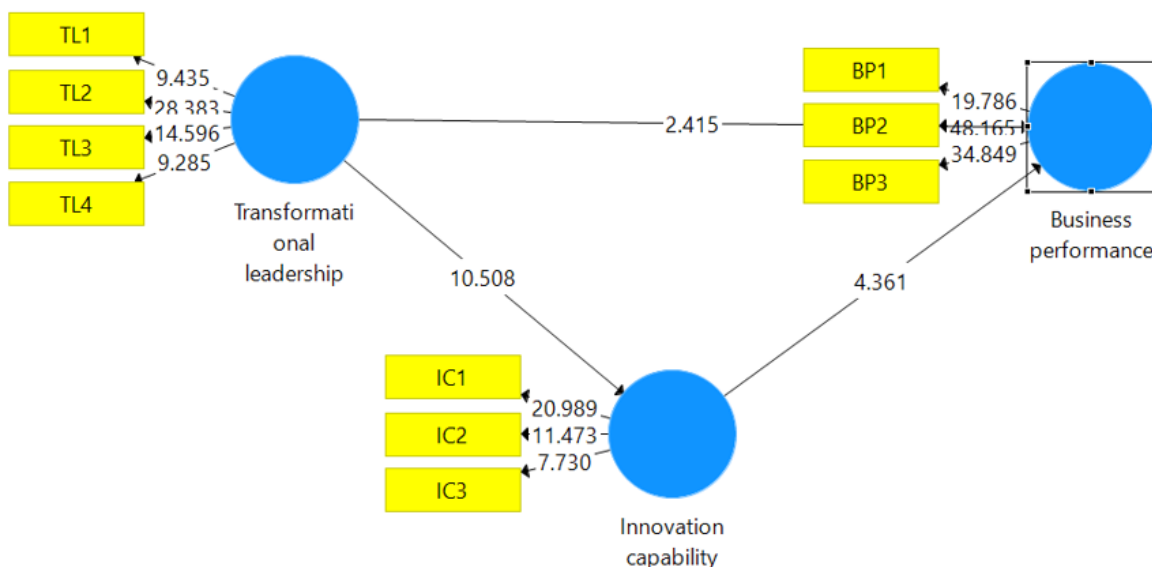 TL1
9.435
TL2
28.383
TL3
14.596
9.285
TL4
Transformati
onal
leadership
2.415
BP1
19.786
BP2
48.165
BP3
34.849
Business
performance
10.508
4.361
IC1
20.989
IC2
11.473
IC3
7.730
Innovation
capability